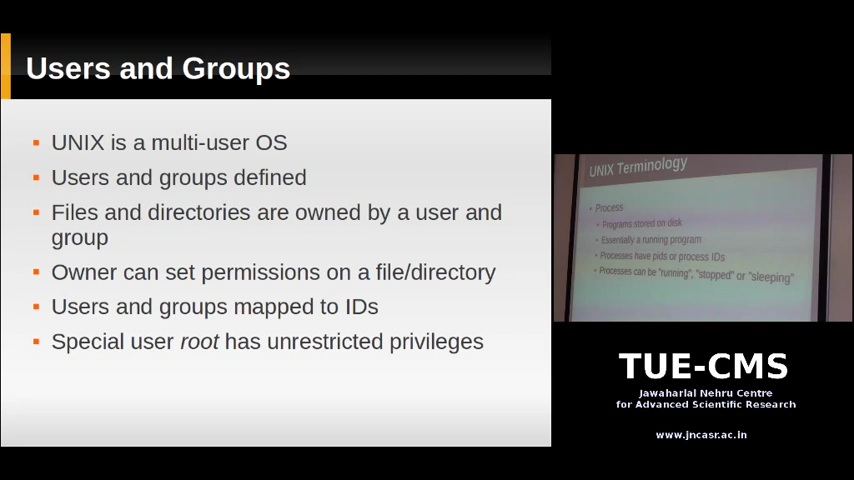 Users and Groups
UNIX is a multi-user OS
Users and groups defined
Files and directories are owned by a user and
group
Owner can set permissions on a file/directory
Users and groups mapped to IDs
Special user root has unrestricted privileges
UNIX Terminology
Process
Programs stored on disk
Essentially a running program
Processes have pids or process IDs
Processes can be "running", "stopped" or "sleeping"
TUE-CMS
Jawaharlal Nehru Centre
for Advanced Scientific Research
www.jncasr.ac.in